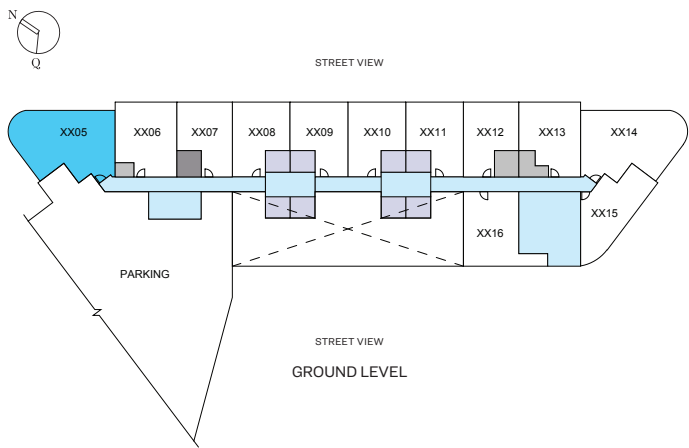 N
Q
STREET VIEW
XX05 XX06 XX07 XX08 XX09 XX10 XX11 XX12 XX13 XX14
XX15
XX16
PARKING
STREET VIEW
GROUND LEVEL